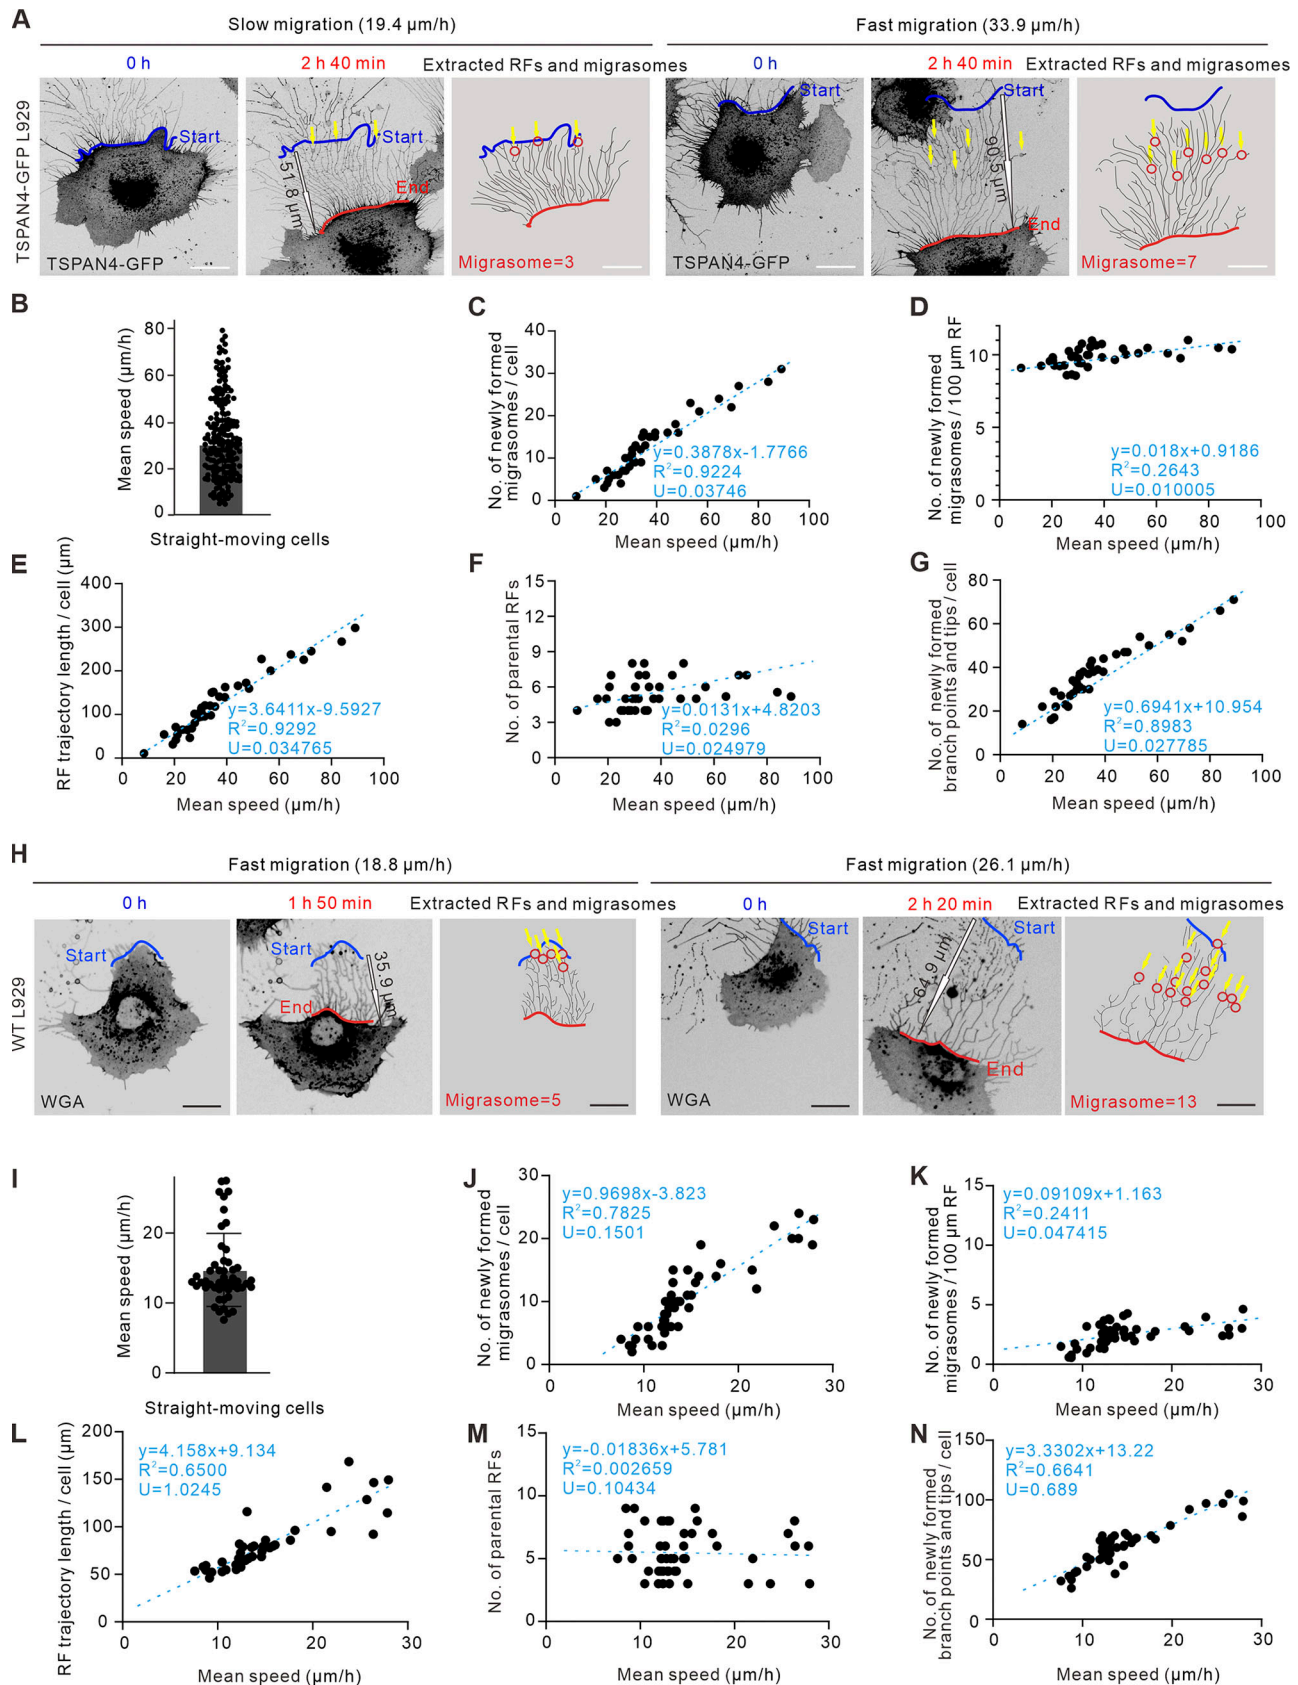 A
Slow migration (19.4 µm/h)
Fast migration (33.9 µm/h)
0 h
2 h 40 min
Extracted RFs and migrasomes
0 h
2 h 40 min
Extracted RFs and migrasomes
TSPAN4-GFP L929
Start
Start
51.8 µm
End
TSPAN4-GFP
Migrasome=3
Start
90.5 µm
End
TSPAN4-GFP
Migrasome=7
B
Mean speed (µm/h)
80
60
40
20
0
Straight-moving cells
C
No. of newly formed
migrasomes / cell
40
30
20
10
0
y=0.3878x-1.7766
R²=0.9224
U=0.03746
0 20 40 60 80 100
Mean speed (µm/h)
D
No. of newly formed
migrasomes / 100 µm RF
10
5
0
y=0.018x+0.9186
R²=0.2643
U=0.010005
0 20 40 60 80 100
Mean speed (µm/h)
E
RF trajectory length / cell (µm)
400
300
200
100
0
y=3.6411x-9.5927
R²=0.9292
U=0.034765
0 20 40 60 80 100
Mean speed (µm/h)
F
No. of parental RFs
15
12
9
6
3
0
y=0.0131x+4.8203
R²=0.0296
U=0.024979
0 20 40 60 80 100
Mean speed (µm/h)
G
No. of newly formed
branch points and tips / cell
80
60
40
20
0
y=0.6941x+10.954
R²=0.8983
U=0.027785
0 20 40 60 80 100
Mean speed (µm/h)
H
Fast migration (18.8 µm/h)
Fast migration (26.1 µm/h)
0 h
1 h 50 min
Extracted RFs and migrasomes
0 h
2 h 20 min
Extracted RFs and migrasomes
WT L929
Start
Start
35.9 µm
End
WGA
Migrasome=5
Start
Start
64.9 µm
End
WGA
Migrasome=13
I
Mean speed (µm/h)
20
10
0
Straight-moving cells
J
No. of newly formed
migrasomes / cell
30
20
10
0
y=0.9698x-3.823
R²=0.7825
U=0.1501
0 10 20 30
Mean speed (µm/h)
K
No. of newly formed
migrasomes / 100 µm RF
15
10
5
0
y=0.09109x+1.163
R²=0.2411
U=0.047415
0 10 20 30
Mean speed (µm/h)
L
RF trajectory length / cell (µm)
200
150
100
50
0
y=4.158x+9.134
R²=0.6500
U=1.0245
0 10 20 30
Mean speed (µm/h)
M
No. of parental RFs
15
10
5
0
y=-0.01836x+5.781
R²=0.002659
U=0.10434
0 10 20 30
Mean speed (µm/h)
N
No. of newly formed
branch points and tips / cell
150
100
50
0
y=3.3302x+13.22
R²=0.6641
U=0.689
0 10 20 30
Mean speed (µm/h)